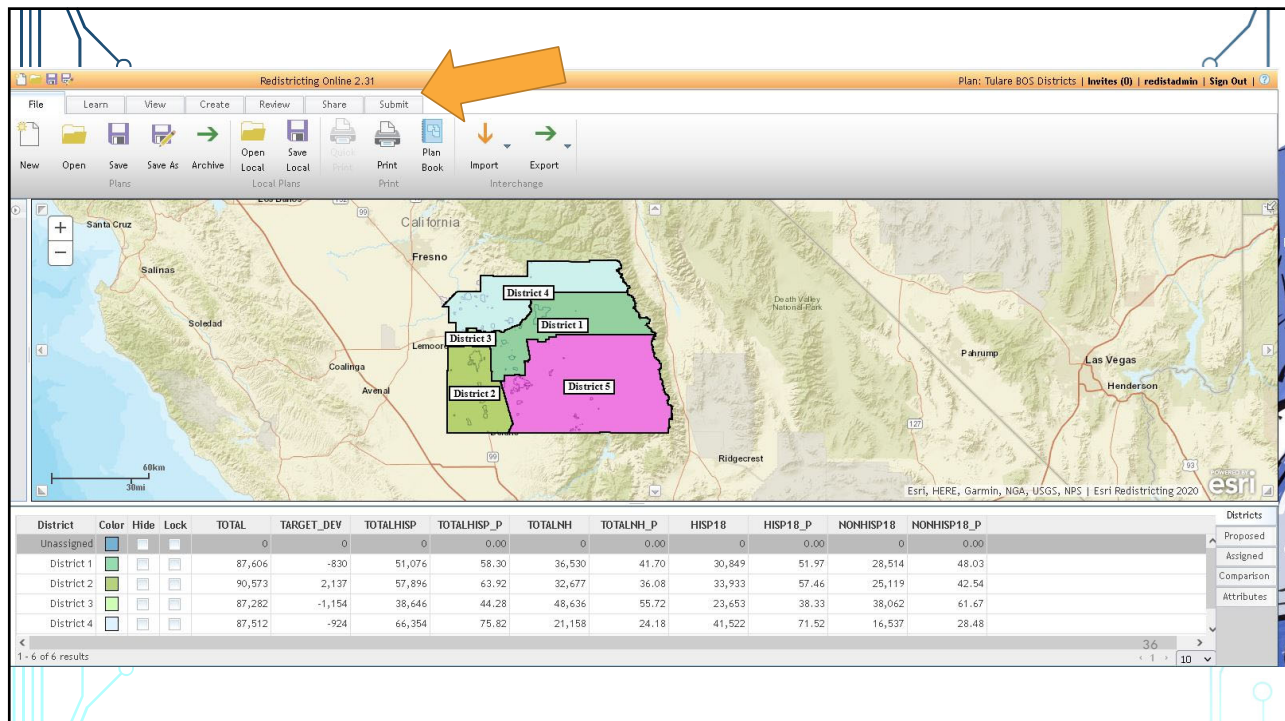 Redistricting Online 2.31
Plan: Tulare BOS Districts | Invites (0) | redistadmin | Sign Out |
File Learn View Create Review Share Submit
New Open Save Save As Archive Open Local Save Local Quick Print Print Plan Book Import Export
Plans Local Plans Print Interchange
+
−
Santa Cruz
99
California
Salinas
Fresno
District 4
Death Valley
National Park
Soledad
District 1
District 3
Lemoore
Coalinga
Pahrump
Las Vegas
Henderson
Avenal
District 2
District 5
127
99
Ridgecrest
93
60km
30mi
POWERED BY
esri
Esri, HERE, Garmin, NGA, USGS, NPS | Esri Redistricting 2020
District Color Hide Lock TOTAL TARGET_DEV TOTALHISP TOTALHISP_P TOTALNH TOTALNH_P HISP18 HISP18_P NONHISP18 NONHISP18_P
Unassigned 0 0 0 0.00 0 0.00 0 0.00 0 0.00
District 1 87,606 -830 51,076 58.30 36,530 41.70 30,849 51.97 28,514 48.03
District 2 90,573 2,137 57,896 63.92 32,677 36.08 33,933 57.46 25,119 42.54
District 3 87,282 -1,154 38,646 44.28 48,636 55.72 23,653 38.33 38,062 61.67
District 4 87,512 -924 66,354 75.82 21,158 24.18 41,522 71.52 16,537 28.48
Districts
Proposed
Assigned
Comparison
Attributes
36
1 - 6 of 6 results
1 10